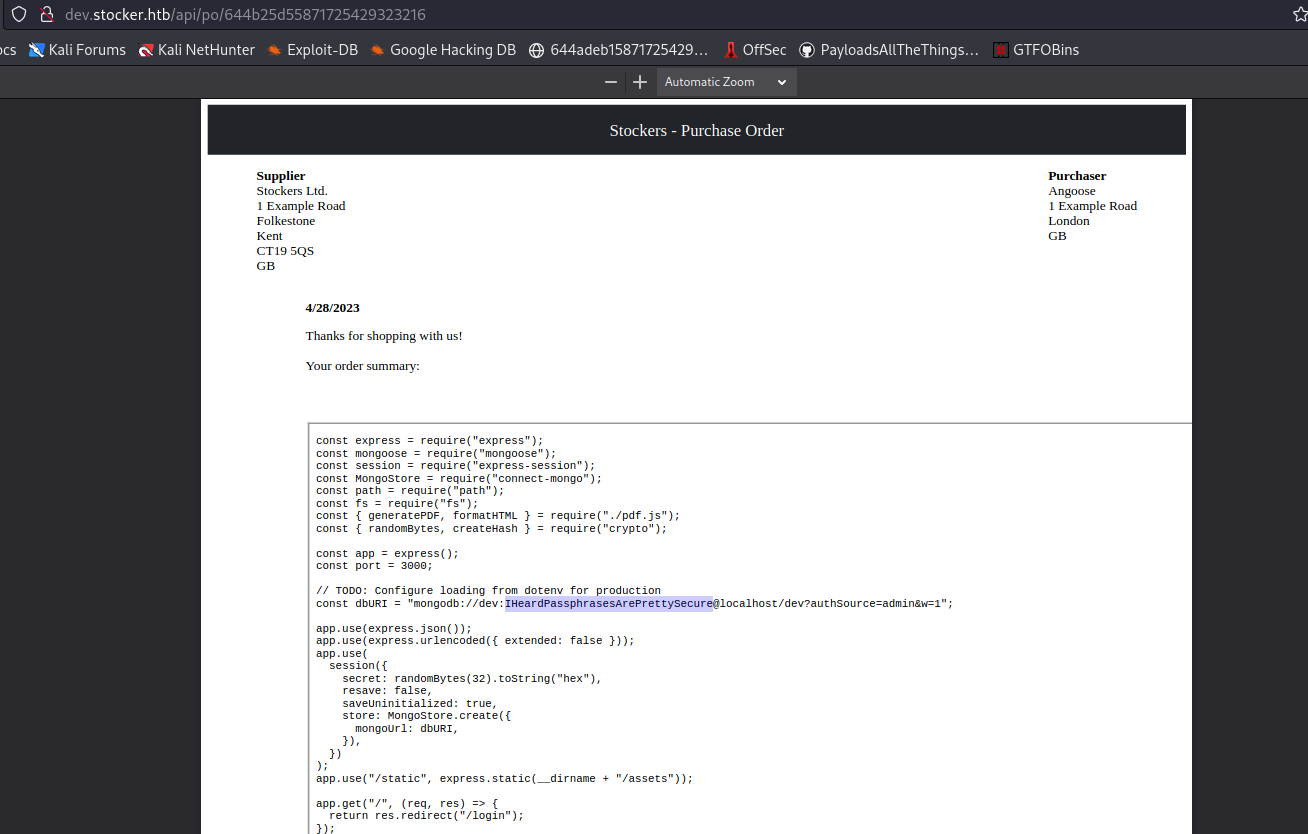 dev.stocker.htb/api/po/644b25d55871725429323216
ocs Kali Forums Kali NetHunter Exploit-DB Google Hacking DB 644adeb15871725429... OffSec PayloadsAllTheThings... GTFOBins
Automatic Zoom
Stockers - Purchase Order
Supplier
Stockers Ltd.
1 Example Road
Folkestone
Kent
CT19 5QS
GB
Purchaser
Angoose
1 Example Road
London
GB
4/28/2023
Thanks for shopping with us!
Your order summary:
const express = require("express");
const mongoose = require("mongoose");
const session = require("express-session");
const MongoStore = require("connect-mongo");
const path = require("path");
const fs = require("fs");
const { generatePDF, formatHTML } = require("./pdf.js");
const { randomBytes, createHash } = require("crypto");
const app = express();
const port = 3000;
// TODO: Configure loading from dotenv for production
const dbURI = "mongodb://dev:IHeardPassphrasesArePrettySecure@localhost/dev?authSource=admin&w=1";
app.use(express.json());
app.use(express.urlencoded({ extended: false }));
app.use(
  session({
    secret: randomBytes(32).toString("hex"),
    resave: false,
    saveUninitialized: true,
    store: MongoStore.create({
      mongoUrl: dbURI,
    }),
  })
);
app.use("/static", express.static(__dirname + "/assets"));
app.get("/", (req, res) => {
  return res.redirect("/login");
});